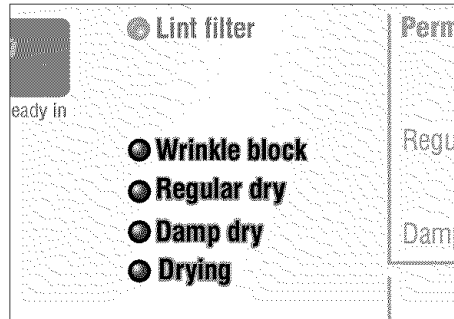 Lint filter
eady in
Wrinkle block
Regular dry
Damp dry
Drying
Perm
Regu
Damp